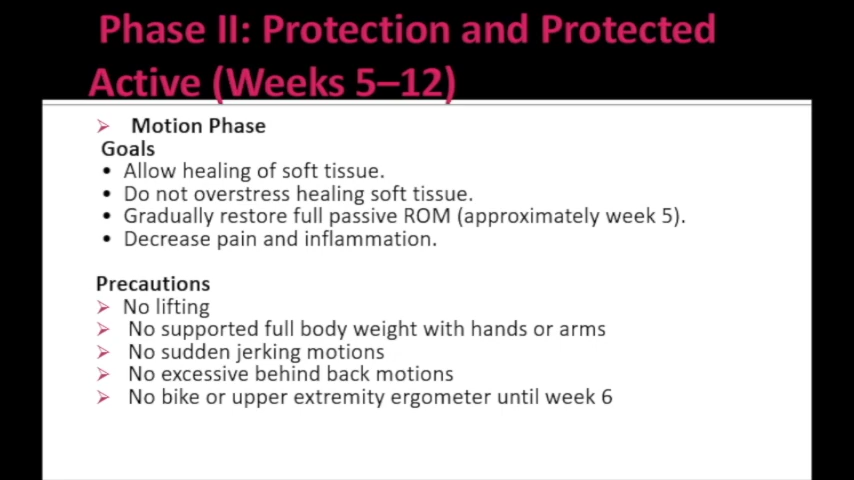 Phase II: Protection and Protected
Active (Weeks 5–12)
➢ Motion Phase
Goals
• Allow healing of soft tissue.
• Do not overstress healing soft tissue.
• Gradually restore full passive ROM (approximately week 5).
• Decrease pain and inflammation.
Precautions
➢ No lifting
➢ No supported full body weight with hands or arms
➢ No sudden jerking motions
➢ No excessive behind back motions
➢ No bike or upper extremity ergometer until week 6